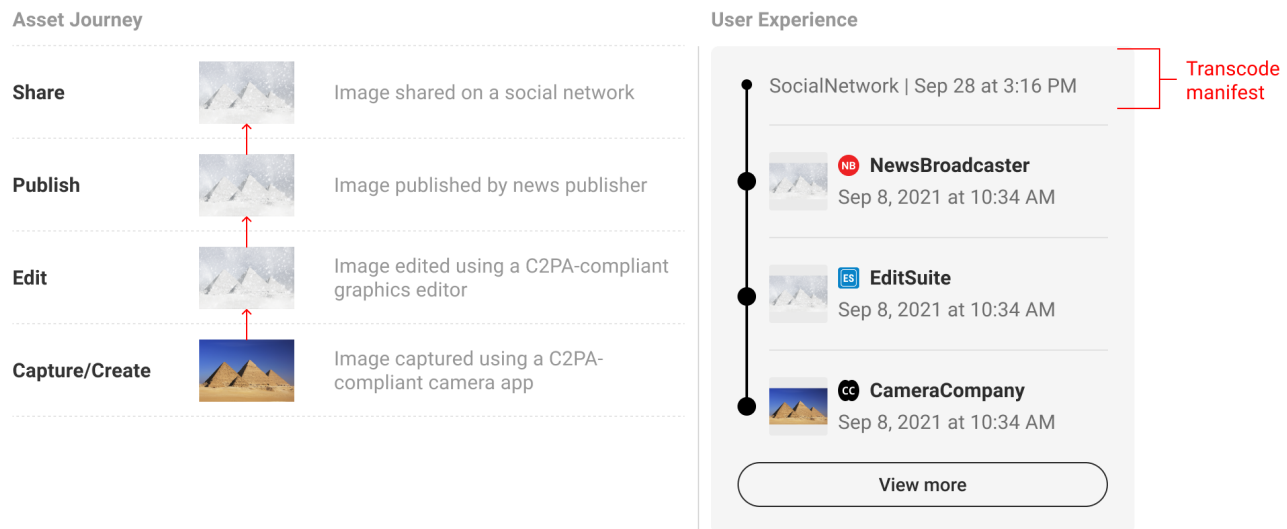 Asset Journey
Share
Image shared on a social network
Publish
Image published by news publisher
Edit
Image edited using a C2PA-compliant
graphics editor
Capture/Create
Image captured using a C2PA-
compliant camera app
User Experience
SocialNetwork | Sep 28 at 3:16 PM
Transcode
manifest
NB NewsBroadcaster
Sep 8, 2021 at 10:34 AM
ES EditSuite
Sep 8, 2021 at 10:34 AM
CC CameraCompany
Sep 8, 2021 at 10:34 AM
View more